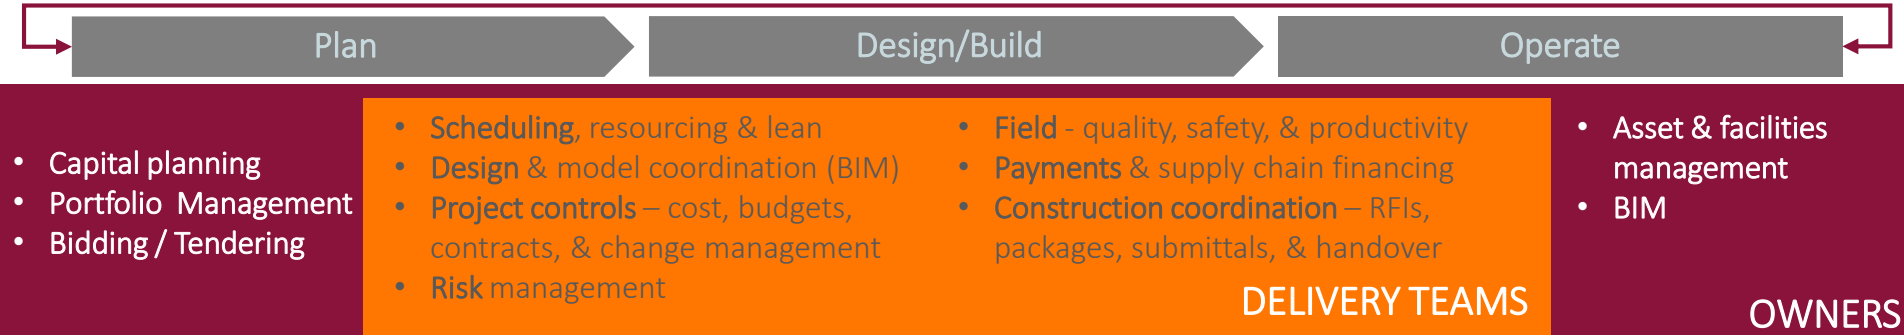 Plan
Design/Build
Operate
• Capital planning
• Portfolio Management
• Bidding / Tendering
• Scheduling, resourcing & lean
• Design & model coordination (BIM)
• Project controls – cost, budgets,
contracts, & change management
• Risk management
• Field - quality, safety, & productivity
• Payments & supply chain financing
• Construction coordination – RFIs,
packages, submittals, & handover
DELIVERY TEAMS
• Asset & facilities
management
• BIM
OWNERS